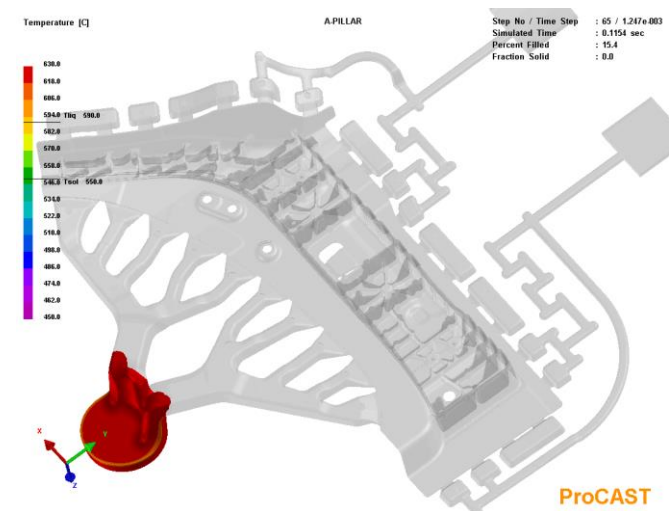 Temperature [C]
A-PILLAR
Step No / Time Step : 65 / 1.247e-003
Simulated Time : 0.1154 sec
Percent Filled : 15.4
Fraction Solid : 0.0
630.0
618.0
606.0
594.0
Tliq 590.0
582.0
570.0
558.0
Tsol 550.0
546.0
534.0
522.0
510.0
498.0
486.0
474.0
462.0
450.0
X
Y
Z
ProCAST